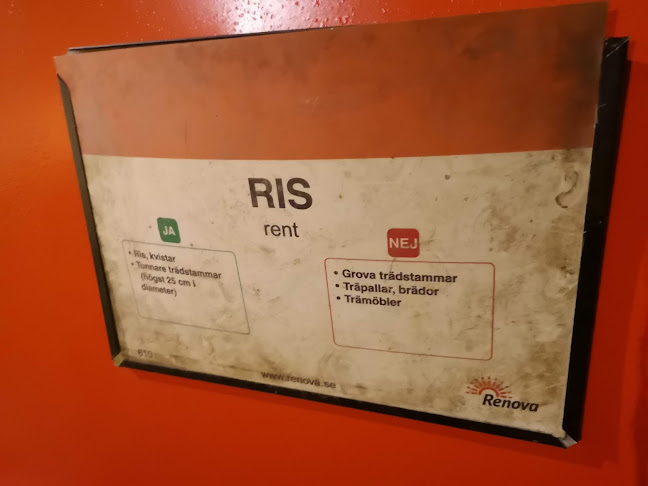 RIS
rent
JA
• Ris, kvistar
• Tunnare trädstammar
(högst 25 cm i
diameter)
NEJ
• Grova trädstammar
• Träpallar, brädor
• Trämöbler
610
www.renova.se
Renova